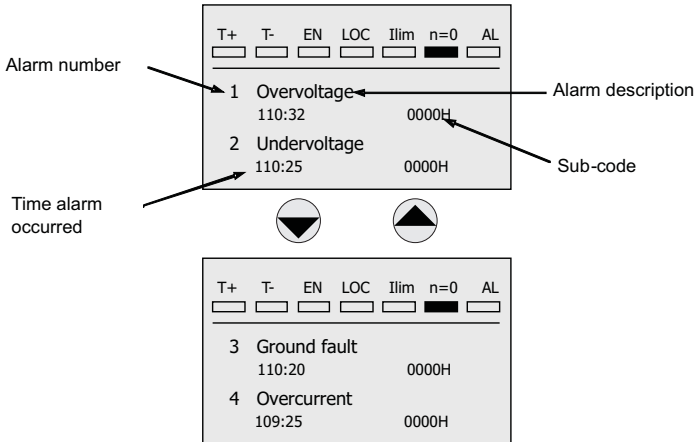 T+ T- EN LOC Ilim n=0 AL
Alarm number
1 Overvoltage
Alarm description
110:32 0000H
2 Undervoltage
110:25 0000H
Sub-code
Time alarm
occurred
T+ T- EN LOC Ilim n=0 AL
3 Ground fault
110:20 0000H
4 Overcurrent
109:25 0000H